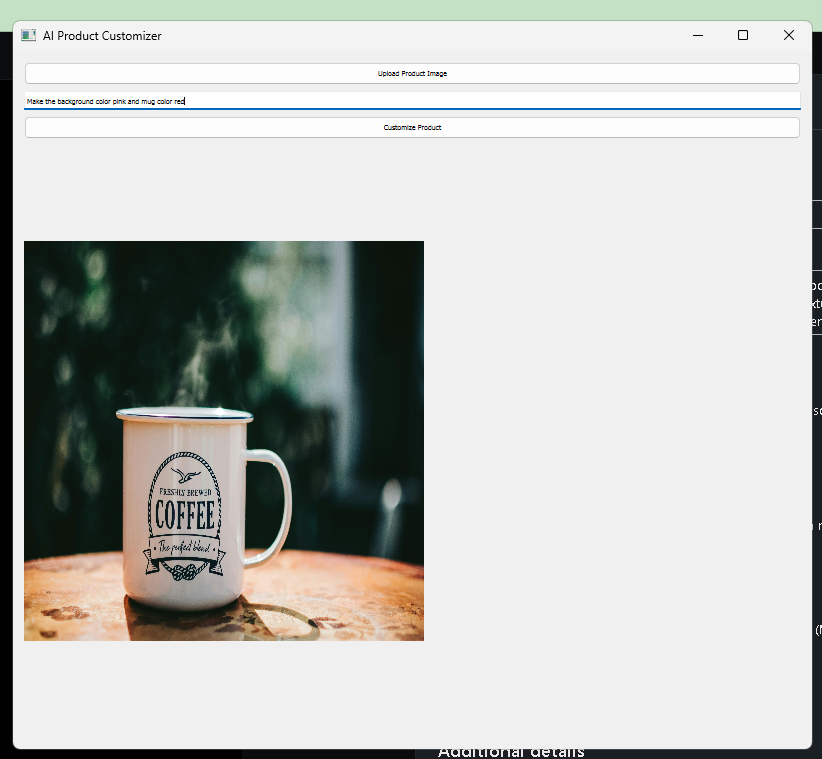 AI Product Customizer
Upload Product Image
Make the background color pink and mug color red
Customize Product
FRESHLY BREWED
COFFEE
The perfect blend
Additional details